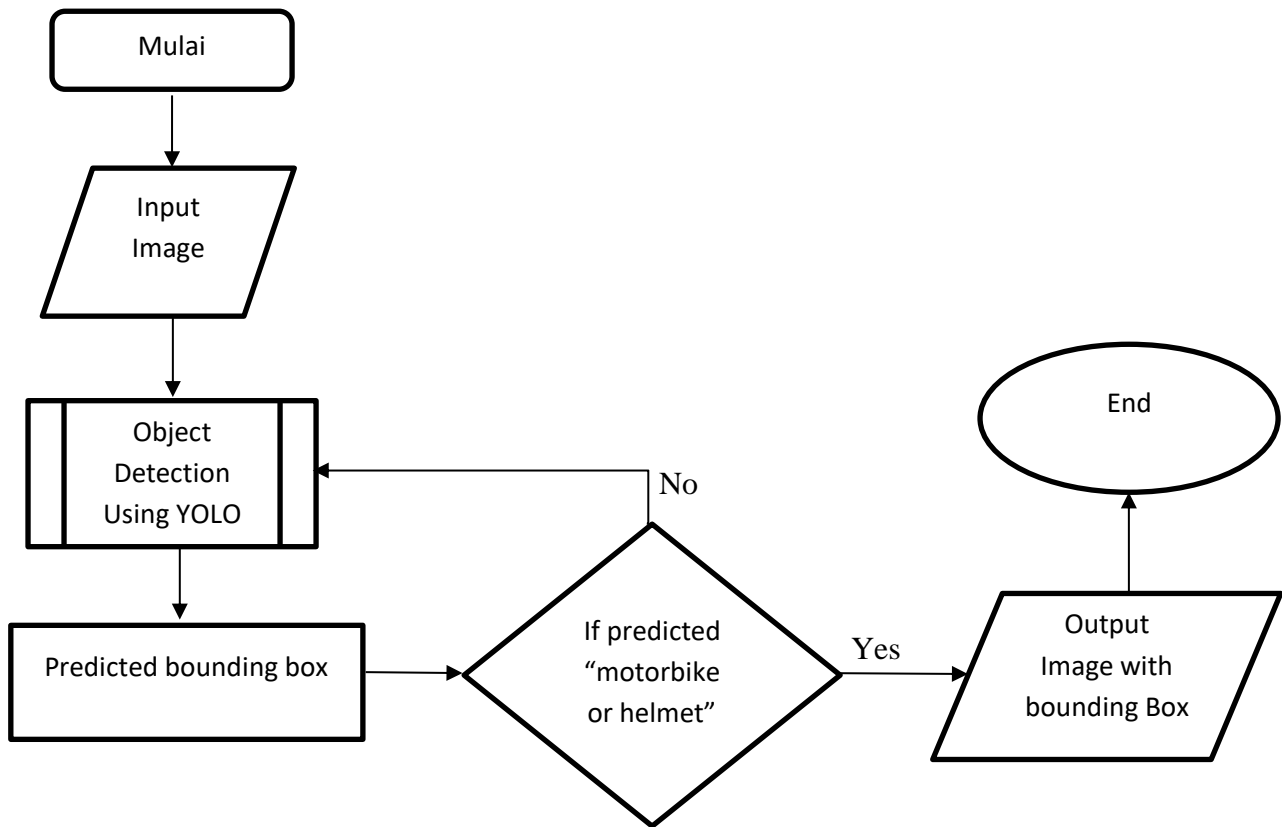 Mulai
Input
Image
Object
Detection
Using YOLO
Predicted bounding box
If predicted
“motorbike
or helmet”
No
Yes
Output
Image with
bounding Box
End